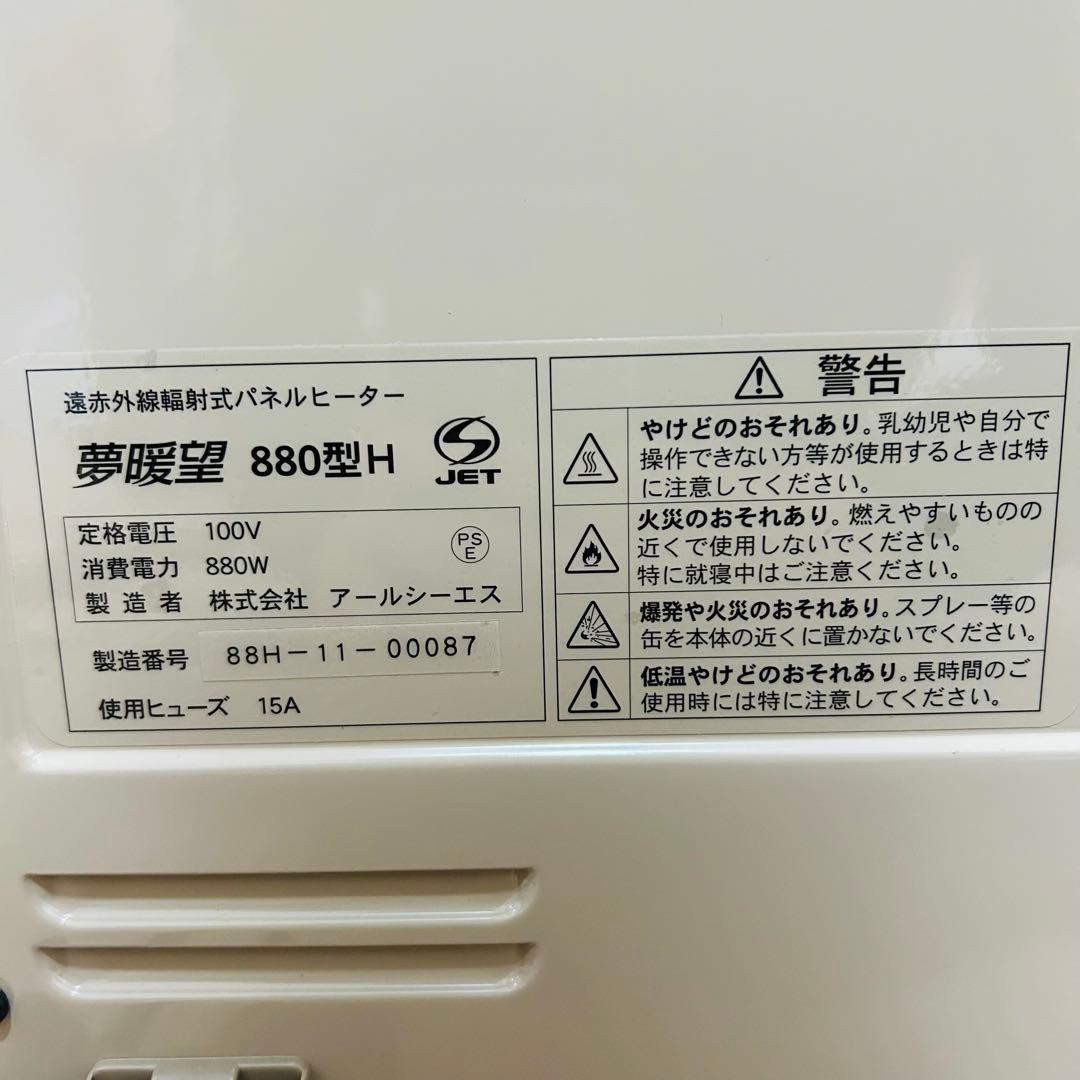 遠赤外線輻射式パネルヒーター
夢暖望 880型H
S JET
定格電圧 100V
消費電力 880W
PS
E
製造者 株式会社 アールシーエス
製造番号 88H-11-00087
使用ヒューズ 15A
警告
やけどのおそれあり。乳幼児や自分で
操作できない方等が使用するときは特
に注意してください。
火災のおそれあり。燃えやすいものの
近くで使用しないでください。
特に就寝中はご注意ください。
爆発や火災のおそれあり。スプレー等の
缶を本体の近くに置かないでください。
低温やけどのおそれあり。長時間のご
使用時には特に注意してください。